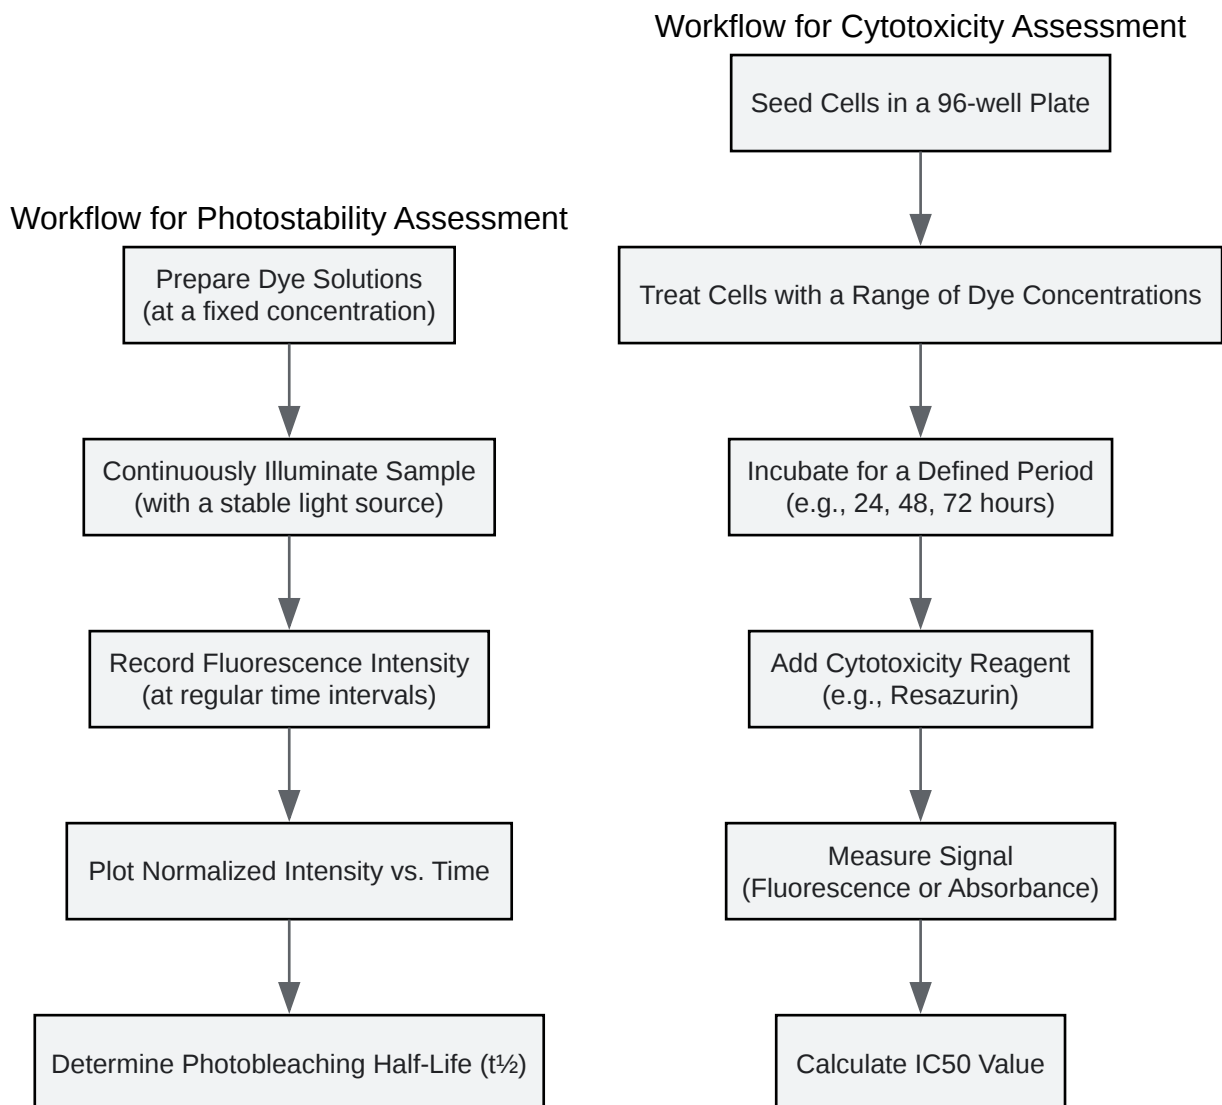 Workflow for Photostability Assessment
Prepare Dye Solutions
(at a fixed concentration)
Continuously Illuminate Sample
(with a stable light source)
Record Fluorescence Intensity
(at regular time intervals)
Plot Normalized Intensity vs. Time
Determine Photobleaching Half-Life (t½)
Workflow for Cytotoxicity Assessment
Seed Cells in a 96-well Plate
Treat Cells with a Range of Dye Concentrations
Incubate for a Defined Period
(e.g., 24, 48, 72 hours)
Add Cytotoxicity Reagent
(e.g., Resazurin)
Measure Signal
(Fluorescence or Absorbance)
Calculate IC50 Value